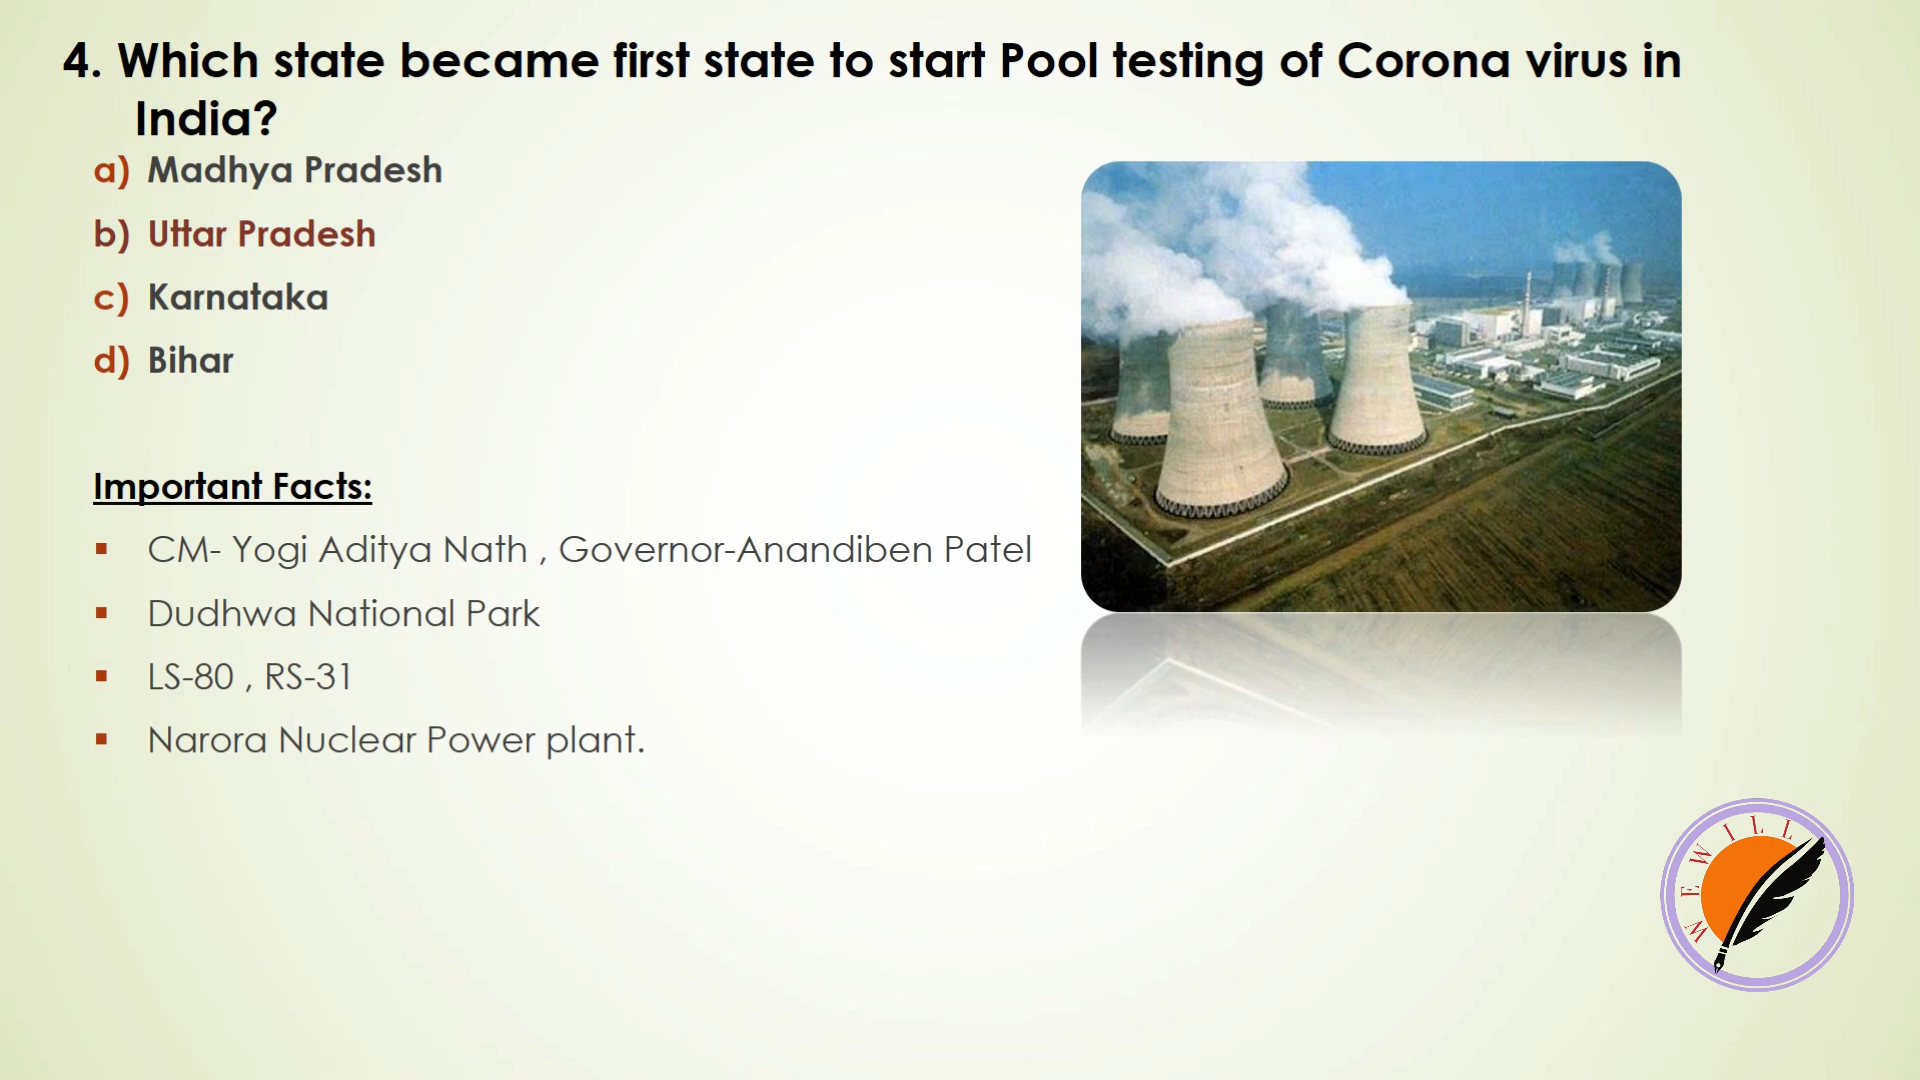 4. Which state became first state to start Pool testing of Corona virus in
India?
a) Madhya Pradesh
b) Uttar Pradesh
c) Karnataka
d) Bihar
Important Facts:
▪ CM- Yogi Aditya Nath , Governor-Anandiben Patel
▪ Dudhwa National Park
▪ LS-80 , RS-31
▪ Narora Nuclear Power plant.
WE WILL